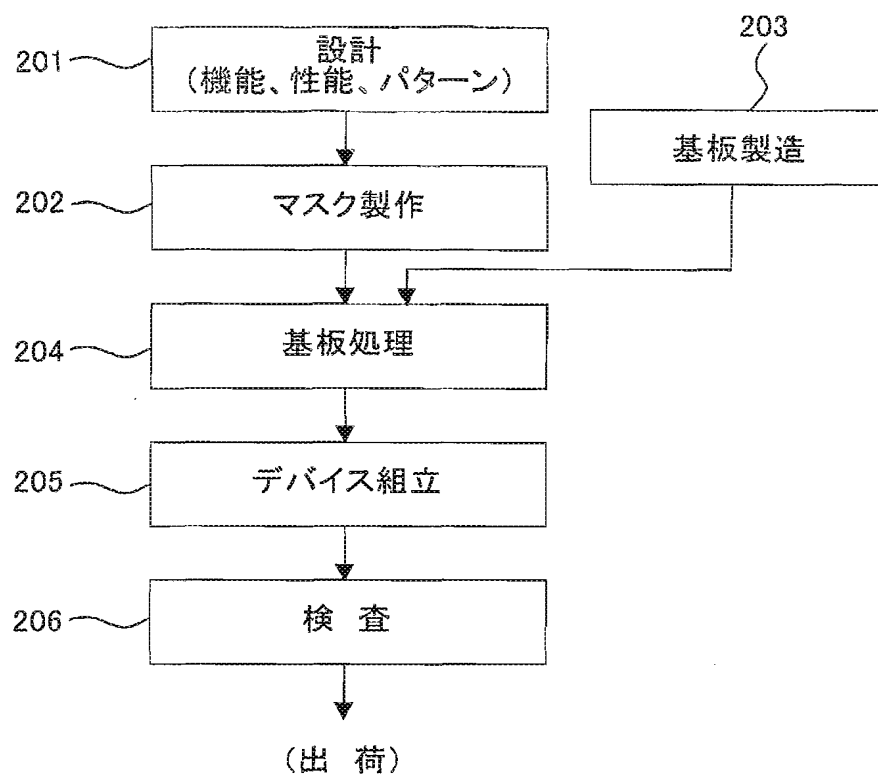 201
設計
(機能、性能、パターン)
203
基板製造
202
マスク製作
204
基板処理
205
デバイス組立
206
検 査
(出 荷)